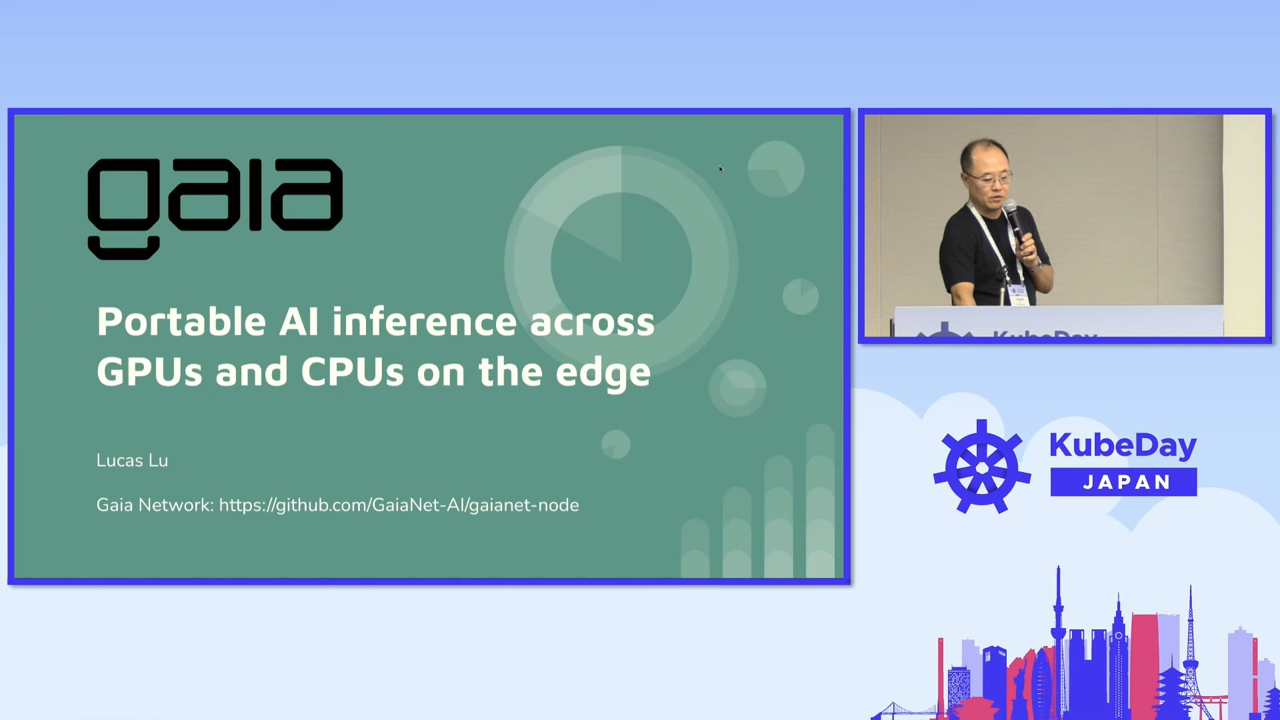 gaia
Portable AI inference across
GPUs and CPUs on the edge
Lucas Lu
Gaia Network: https://github.com/GaiaNet-AI/gaianet-node
KubeDay
KubeDay
JAPAN